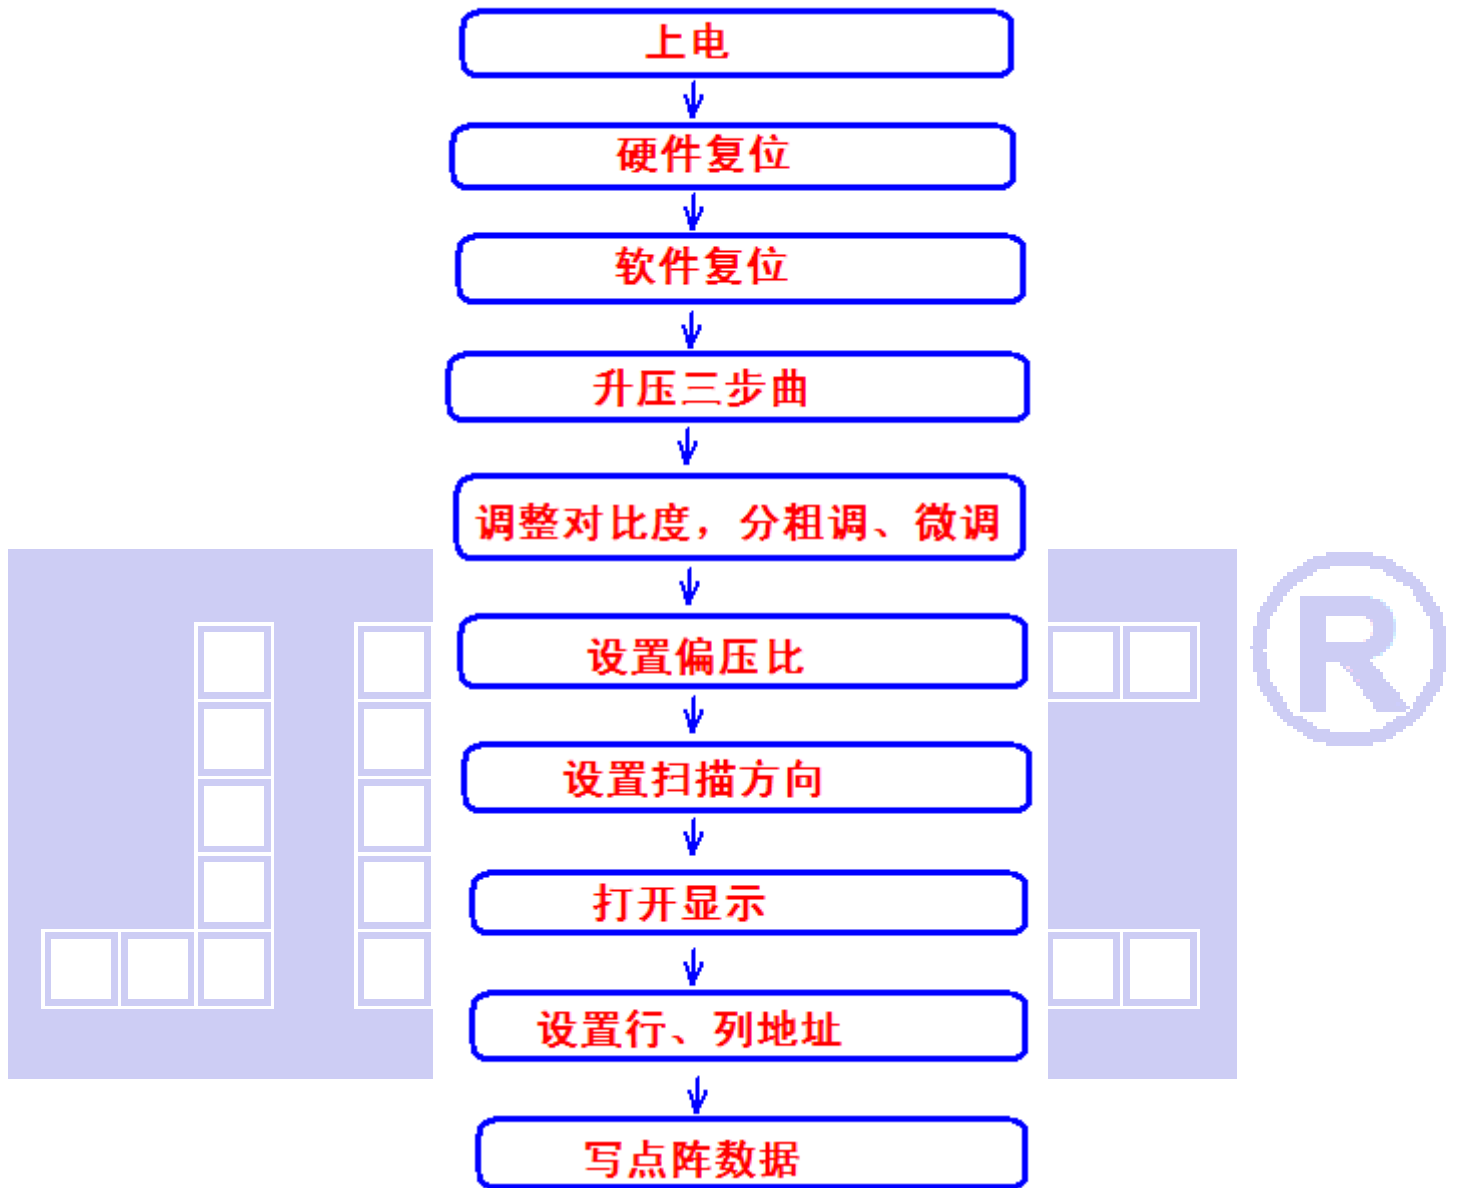 上电
硬件复位
软件复位
升压三步曲
调整对比度，分粗调、微调
设置偏压比
设置扫描方向
打开显示
设置行、列地址
写点阵数据
®